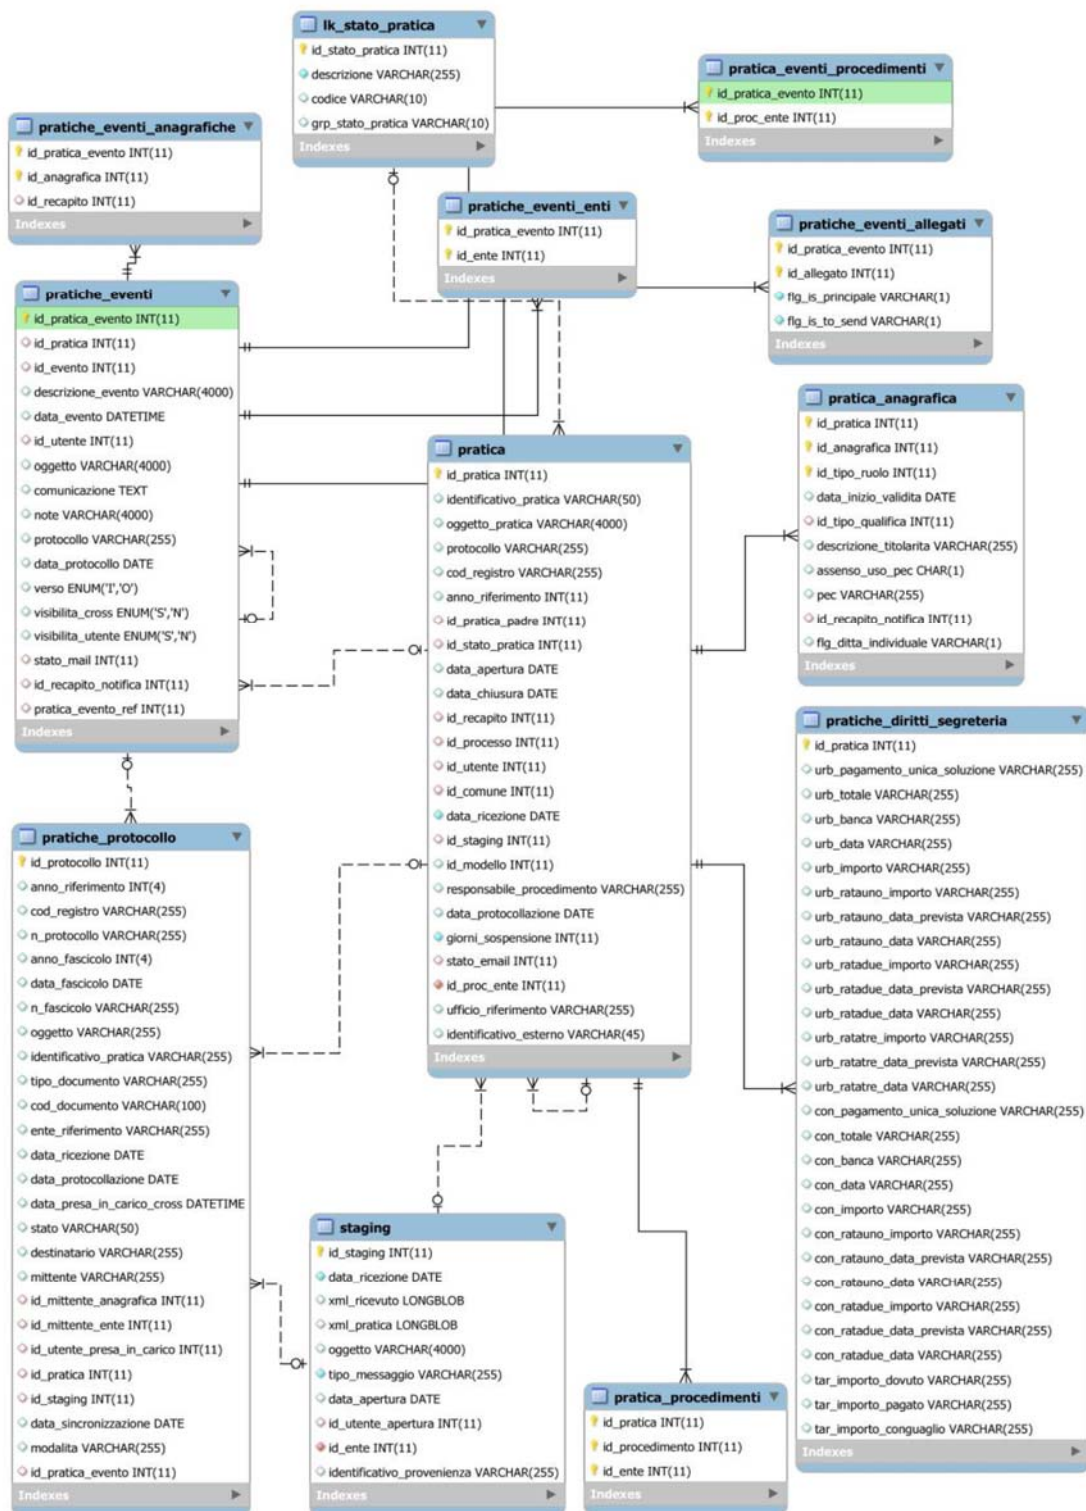 lk_stato_pratica
id_stato_pratica INT(11)
descrizione VARCHAR(255)
codice VARCHAR(10)
grp_stato_pratica VARCHAR(10)
Indexes
pratica_eventi_procedimenti
id_pratica_evento INT(11)
id_proc_ente INT(11)
Indexes
pratiche_eventi_anagrafiche
id_pratica_evento INT(11)
id_anagrafica INT(11)
id_recapito INT(11)
Indexes
pratiche_eventi_enti
id_pratica_evento INT(11)
id_ente INT(11)
Indexes
pratiche_eventi_allegati
id_pratica_evento INT(11)
id_allegato INT(11)
flg_is_principale VARCHAR(1)
flg_is_to_send VARCHAR(1)
Indexes
pratiche_eventi
id_pratica_evento INT(11)
id_pratica INT(11)
id_evento INT(11)
descrizione_evento VARCHAR(4000)
data_evento DATETIME
id_utente INT(11)
oggetto VARCHAR(4000)
comunicazione TEXT
note VARCHAR(4000)
protocollo VARCHAR(255)
data_protocollo DATE
verso ENUM('I','O')
visibilita_cross ENUM('S','N')
visibilita_utente ENUM('S','N')
stato_mail INT(11)
id_recapito_notifica INT(11)
pratica_evento_ref INT(11)
Indexes
pratica
id_pratica INT(11)
identificativo_pratica VARCHAR(50)
oggetto_pratica VARCHAR(4000)
protocollo VARCHAR(255)
cod_registro VARCHAR(255)
anno_riferimento INT(11)
id_pratica_padre INT(11)
id_stato_pratica INT(11)
data_apertura DATE
data_chiusura DATE
id_recapito INT(11)
id_processo INT(11)
id_utente INT(11)
id_comune INT(11)
data_ricezione DATE
id_staging INT(11)
id_modello INT(11)
responsabile_procedimento VARCHAR(255)
data_protocollazione DATE
giorni_sospensione INT(11)
stato_email INT(11)
id_proc_ente INT(11)
ufficio_riferimento VARCHAR(255)
identificativo_esterno VARCHAR(45)
Indexes
pratica_anagrafica
id_pratica INT(11)
id_anagrafica INT(11)
id_tipo_ruolo INT(11)
data_inizio_validita DATE
id_tipo_qualifica INT(11)
descrizione_titolarita VARCHAR(255)
assenso_uso_pec CHAR(1)
pec VARCHAR(255)
id_recapito_notifica INT(11)
flg_ditta_individuale VARCHAR(1)
Indexes
pratiche_diritti_segreteria
id_pratica INT(11)
urb_pagamento_unica_soluzione VARCHAR(255)
urb_totale VARCHAR(255)
urb_banca VARCHAR(255)
urb_data VARCHAR(255)
urb_importo VARCHAR(255)
urb_ratauno_importo VARCHAR(255)
urb_ratauno_data_prevista VARCHAR(255)
urb_ratauno_data VARCHAR(255)
urb_ratadue_importo VARCHAR(255)
urb_ratadue_data_prevista VARCHAR(255)
urb_ratadue_data VARCHAR(255)
urb_ratatre_importo VARCHAR(255)
urb_ratatre_data_prevista VARCHAR(255)
urb_ratatre_data VARCHAR(255)
con_pagamento_unica_soluzione VARCHAR(255)
con_totale VARCHAR(255)
con_banca VARCHAR(255)
con_data VARCHAR(255)
con_importo VARCHAR(255)
con_ratauno_importo VARCHAR(255)
con_ratauno_data_prevista VARCHAR(255)
con_ratauno_data VARCHAR(255)
con_ratadue_importo VARCHAR(255)
con_ratadue_data_prevista VARCHAR(255)
con_ratadue_data VARCHAR(255)
tar_importo_dovuto VARCHAR(255)
tar_importo_pagato VARCHAR(255)
tar_importo_conguaglio VARCHAR(255)
Indexes
pratiche_protocollo
id_protocollo INT(11)
anno_riferimento INT(4)
cod_registro VARCHAR(255)
n_protocollo VARCHAR(255)
anno_fascicolo INT(4)
data_fascicolo DATE
n_fascicolo VARCHAR(255)
oggetto VARCHAR(255)
identificativo_pratica VARCHAR(255)
tipo_documento VARCHAR(255)
cod_documento VARCHAR(100)
ente_riferimento VARCHAR(255)
data_ricezione DATE
data_protocollazione DATE
data_presa_in_carico_cross DATETIME
stato VARCHAR(50)
destinatario VARCHAR(255)
mittente VARCHAR(255)
id_mittente_anagrafica INT(11)
id_mittente_ente INT(11)
id_utente_presa_in_carico INT(11)
id_pratica INT(11)
id_staging INT(11)
data_sincronizzazione DATE
modalita VARCHAR(255)
id_pratica_evento INT(11)
Indexes
staging
id_staging INT(11)
data_ricezione DATE
xml_ricevuto LONGBLOB
xml_pratica LONGBLOB
oggetto VARCHAR(4000)
tipo_messaggio VARCHAR(255)
data_apertura DATE
id_utente_apertura INT(11)
id_ente INT(11)
identificativo_provenienza VARCHAR(255)
Indexes
pratica_procedimenti
id_pratica INT(11)
id_procedimento INT(11)
id_ente INT(11)
Indexes